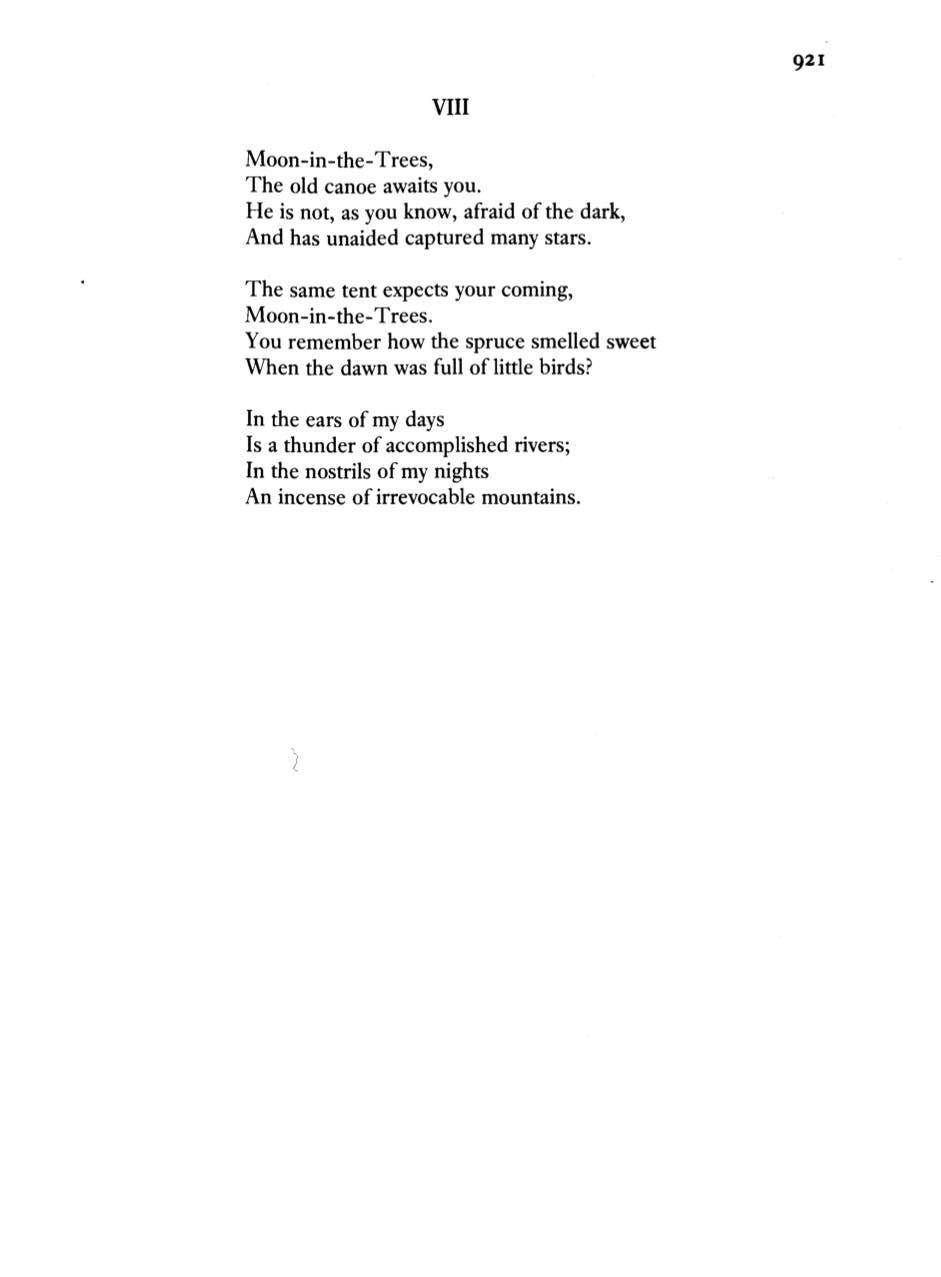 921
VIII
Moon-in-the-Trees,
The old canoe awaits you.
He is not, as you know, afraid of the dark,
And has unaided captured many stars.
The same tent expects your coming,
Moon-in-the-Trees.
You remember how the spruce smelled sweet
When the dawn was full of little birds?
In the ears of my days
Is a thunder of accomplished rivers;
In the nostrils of my nights
An incense of irrevocable mountains.